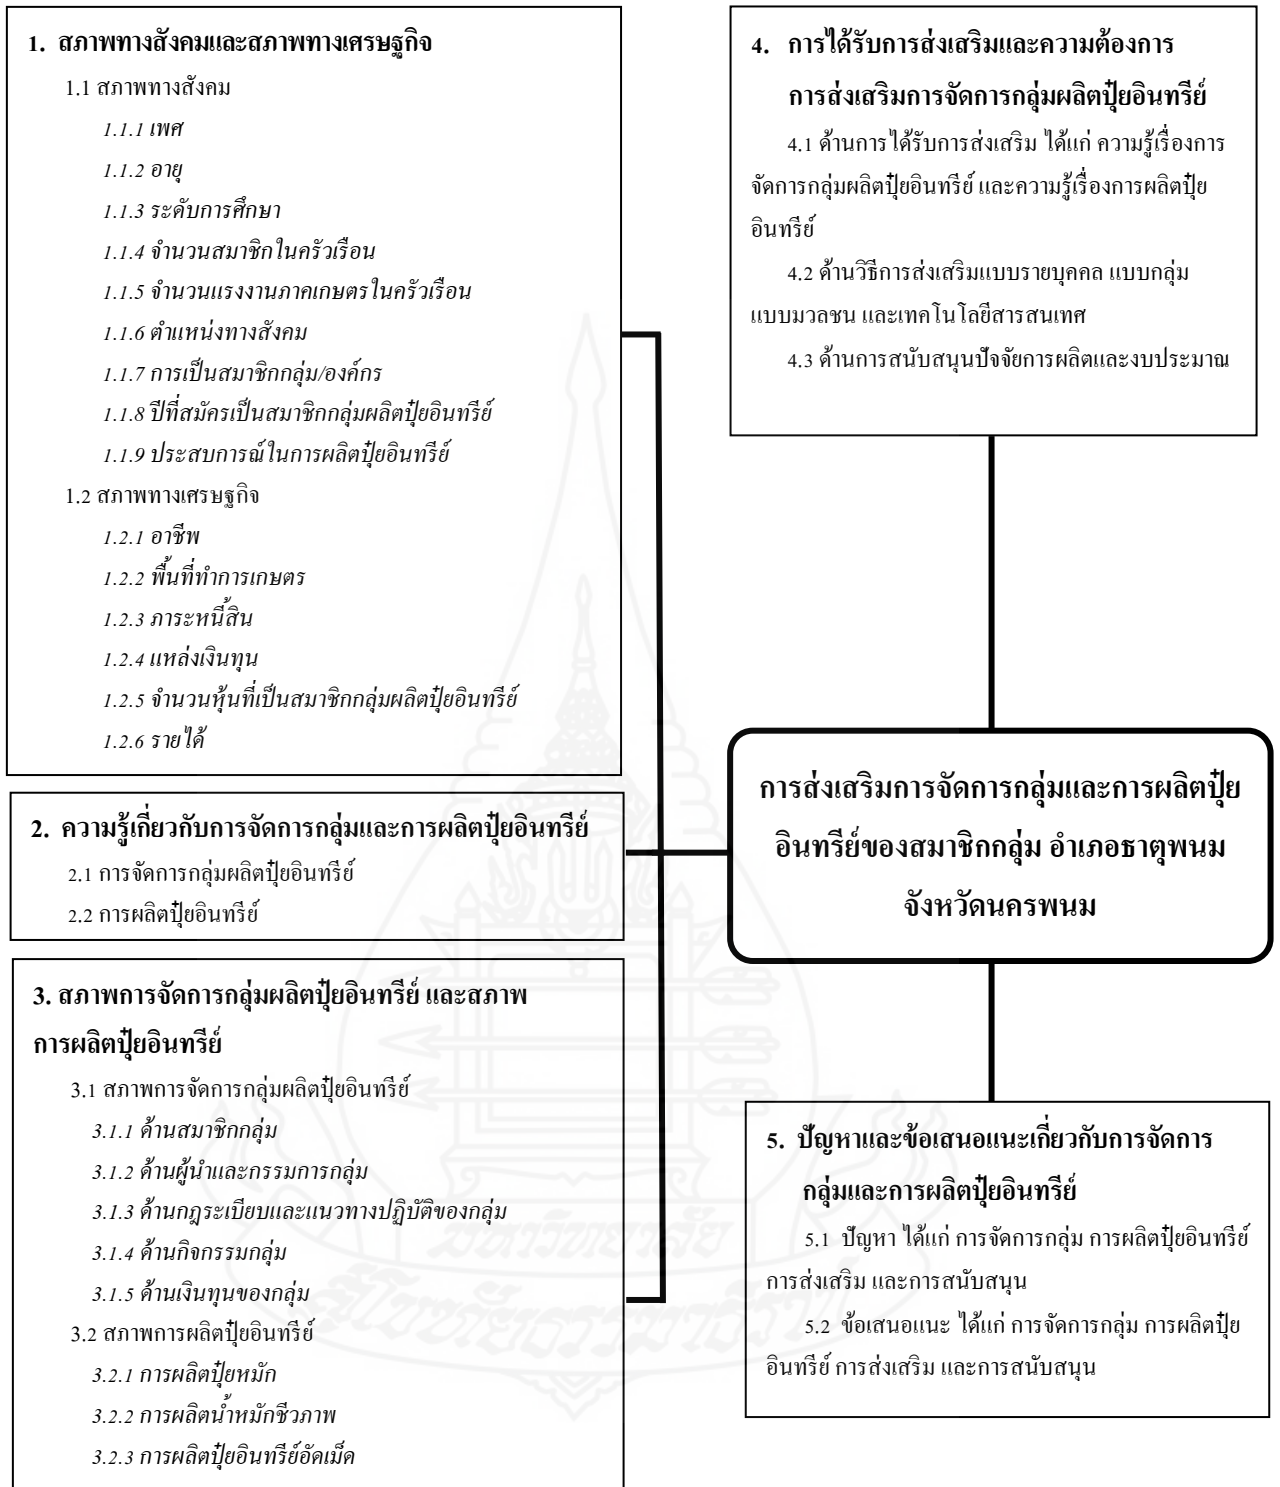 1. สภาพทางสังคมและสภาพทางเศรษฐกิจ
1.1 สภาพทางสังคม
1.1.1 เพศ
1.1.2 อายุ
1.1.3 ระดับการศึกษา
1.1.4 จำนวนสมาชิกในครัวเรือน
1.1.5 จำนวนแรงงานภาคเกษตรในครัวเรือน
1.1.6 ตำแหน่งทางสังคม
1.1.7 การเป็นสมาชิกกลุ่ม/องค์กร
1.1.8 ปีที่สมัครเป็นสมาชิกกลุ่มผลิตปุ๋ยอินทรีย์
1.1.9 ประสบการณ์ในการผลิตปุ๋ยอินทรีย์
1.2 สภาพทางเศรษฐกิจ
1.2.1 อาชีพ
1.2.2 พื้นที่ทำการเกษตร
1.2.3 ภาระหนี้สิน
1.2.4 แหล่งเงินทุน
1.2.5 จำนวนหุ้นที่เป็นสมาชิกกลุ่มผลิตปุ๋ยอินทรีย์
1.2.6 รายได้
2. ความรู้เกี่ยวกับการจัดการกลุ่มและการผลิตปุ๋ยอินทรีย์
2.1 การจัดการกลุ่มผลิตปุ๋ยอินทรีย์
2.2 การผลิตปุ๋ยอินทรีย์
3. สภาพการจัดการกลุ่มผลิตปุ๋ยอินทรีย์ และสภาพ
การผลิตปุ๋ยอินทรีย์
3.1 สภาพการจัดการกลุ่มผลิตปุ๋ยอินทรีย์
3.1.1 ด้านสมาชิกกลุ่ม
3.1.2 ด้านผู้นำและกรรมการกลุ่ม
3.1.3 ด้านกฎระเบียบและแนวทางปฏิบัติของกลุ่ม
3.1.4 ด้านกิจกรรมกลุ่ม
3.1.5 ด้านเงินทุนของกลุ่ม
3.2 สภาพการผลิตปุ๋ยอินทรีย์
3.2.1 การผลิตปุ๋ยหมัก
3.2.2 การผลิตน้ำหมักชีวภาพ
3.2.3 การผลิตปุ๋ยอินทรีย์อัดเม็ด
4. การได้รับการส่งเสริมและความต้องการ
การส่งเสริมการจัดการกลุ่มผลิตปุ๋ยอินทรีย์
4.1 ด้านการได้รับการส่งเสริม ได้แก่ ความรู้เรื่องการ
จัดการกลุ่มผลิตปุ๋ยอินทรีย์ และความรู้เรื่องการผลิตปุ๋ย
อินทรีย์
4.2 ด้านวิธีการส่งเสริมแบบรายบุคคล แบบกลุ่ม
แบบมวลชน และเทคโนโลยีสารสนเทศ
4.3 ด้านการสนับสนุนปัจจัยการผลิตและงบประมาณ
การส่งเสริมการจัดการกลุ่มและการผลิตปุ๋ย
อินทรีย์ของสมาชิกกลุ่ม อำเภอธาตุพนม
จังหวัดนครพนม
5. ปัญหาและข้อเสนอแนะเกี่ยวกับการจัดการ
กลุ่มและการผลิตปุ๋ยอินทรีย์
5.1 ปัญหา ได้แก่ การจัดการกลุ่ม การผลิตปุ๋ยอินทรีย์
การส่งเสริม และการสนับสนุน
5.2 ข้อเสนอแนะ ได้แก่ การจัดการกลุ่ม การผลิตปุ๋ย
อินทรีย์ การส่งเสริม และการสนับสนุน
มหาวิทยาลัย
สุโขทัยธรรมาธิราช